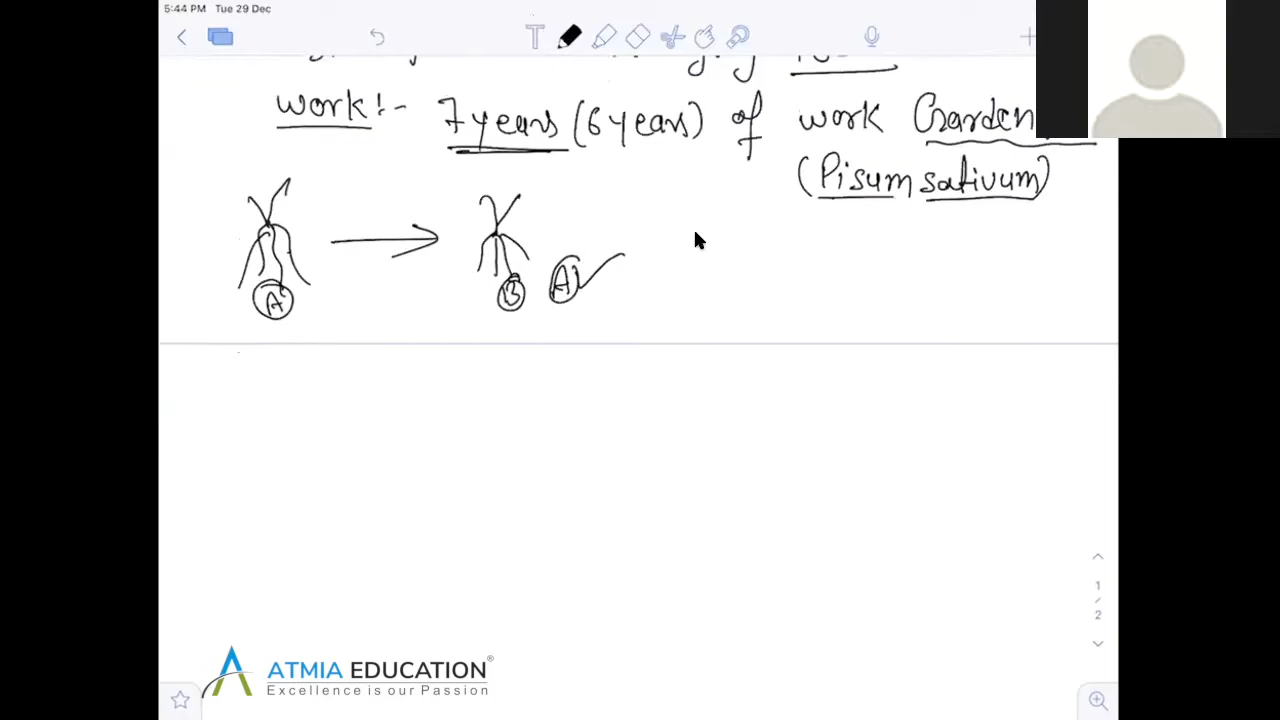 5:44 PM Tue 29 Dec
T
work:- 7 years (6 years) of work Garden
(Pisum sativum)
A
B A
1
/
2
ATMIA EDUCATION®
Excellence is our Passion